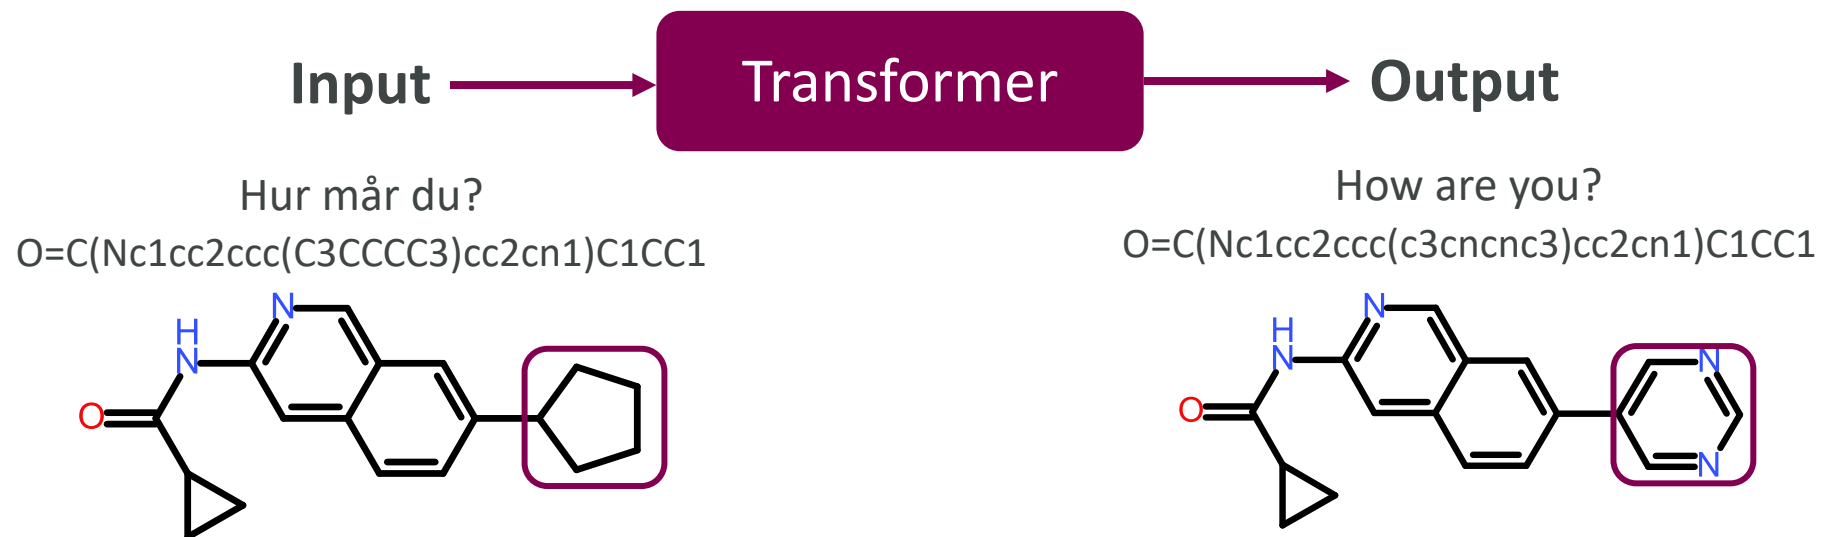 Input
Transformer
Output
Hur mår du?
How are you?
O=C(Nc1cc2ccc(C3CCCC3)cc2cn1)C1CC1
O=C(Nc1cc2ccc(c3cncnc3)cc2cn1)C1CC1
N
H
N
O
N
H
N
O
N
N